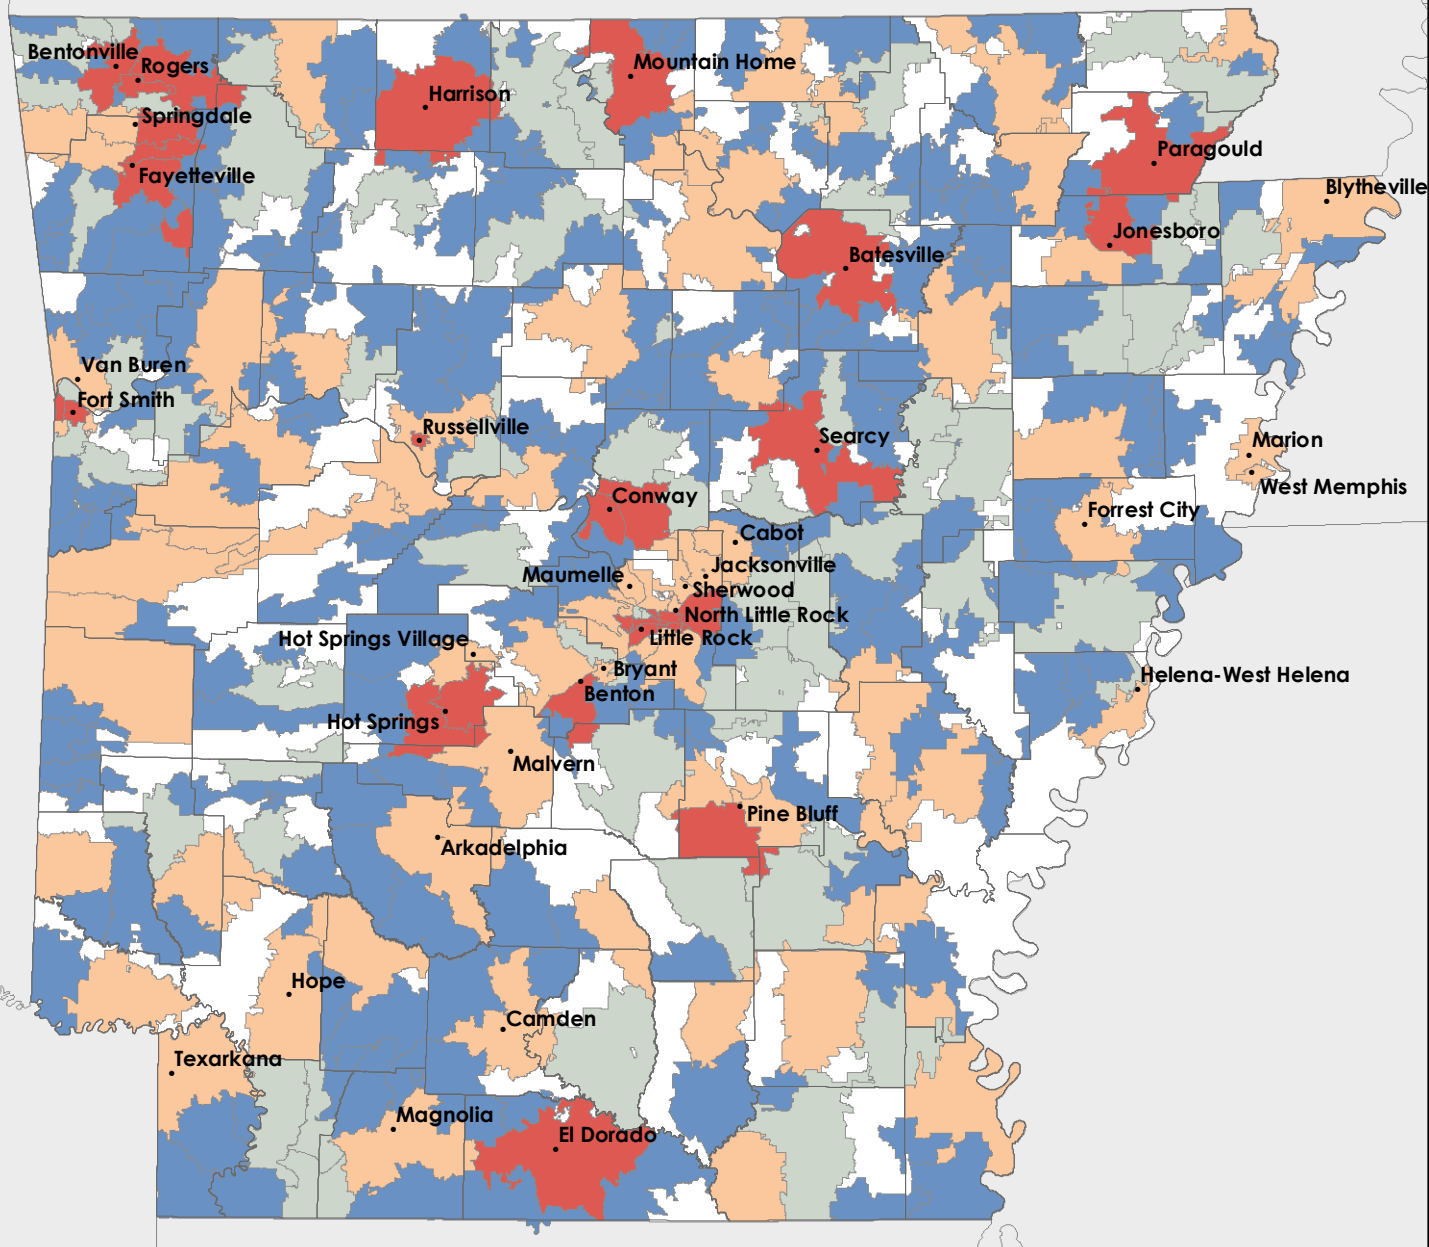 Bentonville
Rogers
Mountain Home
Harrison
Springdale
Paragould
Fayetteville
Blytheville
Jonesboro
Batesville
Van Buren
Fort Smith
Russellville
Searcy
Marion
West Memphis
Conway
Forrest City
Cabot
Jacksonville
Maumelle
Sherwood
North Little Rock
Little Rock
Hot Springs Village
Bryant
Helena-West Helena
Benton
Hot Springs
Malvern
Pine Bluff
Arkadelphia
Hope
Camden
Texarkana
Magnolia
El Dorado